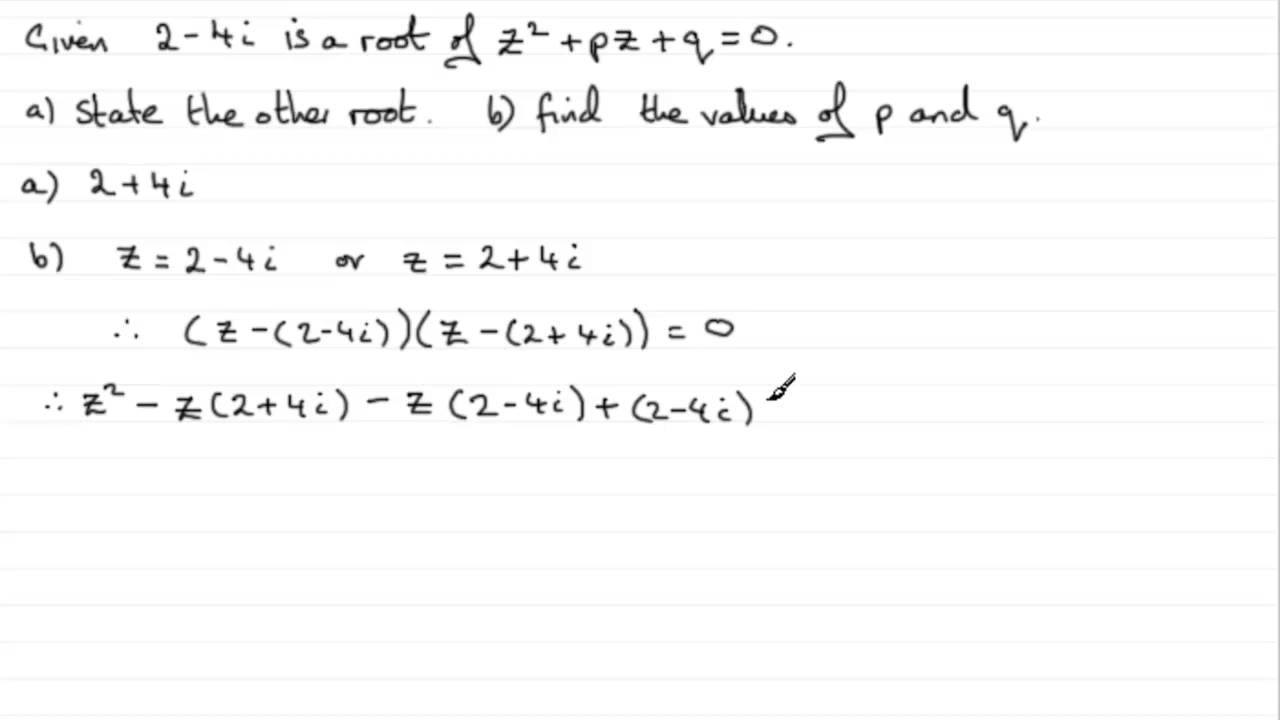 Given 2-4i is a root of z²+pz+q=0.
a) State the other root. b) find the values of p and q.
a) 2+4i
b) z=2-4i or z=2+4i
∴ (z-(2-4i))(z-(2+4i))=0
∴ z²-z(2+4i)-z(2-4i)+(2-4i)